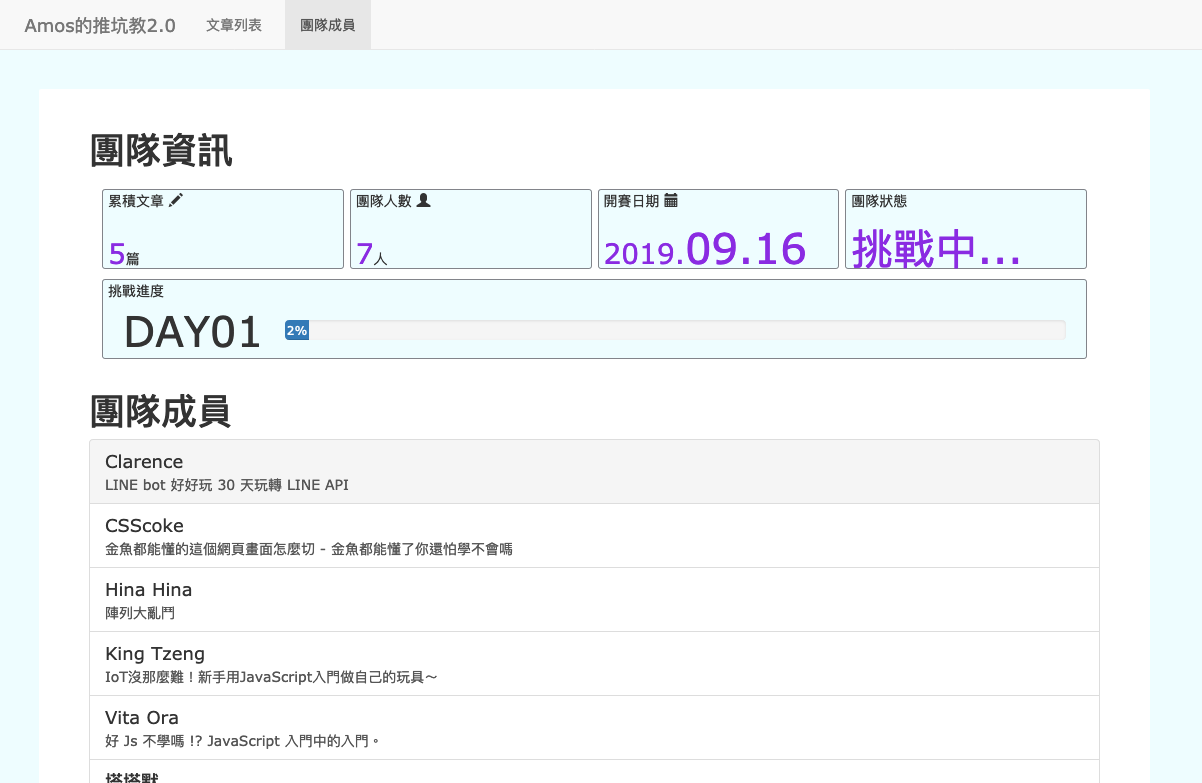 Amos的推坑教2.0 文章列表 團隊成員
團隊資訊
累積文章
5篇
團隊人數
7人
開賽日期
2019.09.16
團隊狀態
挑戰中...
挑戰進度
DAY01 2%
團隊成員
Clarence
LINE bot 好好玩 30 天玩轉 LINE API
CSScoke
金魚都能懂的這個網頁畫面怎麼切 - 金魚都能懂了你還怕學不會嗎
Hina Hina
陣列大亂鬥
King Tzeng
IoT沒那麼難！新手用JavaScript入門做自己的玩具～
Vita Ora
好 Js 不學嗎 !? JavaScript 入門中的入門。